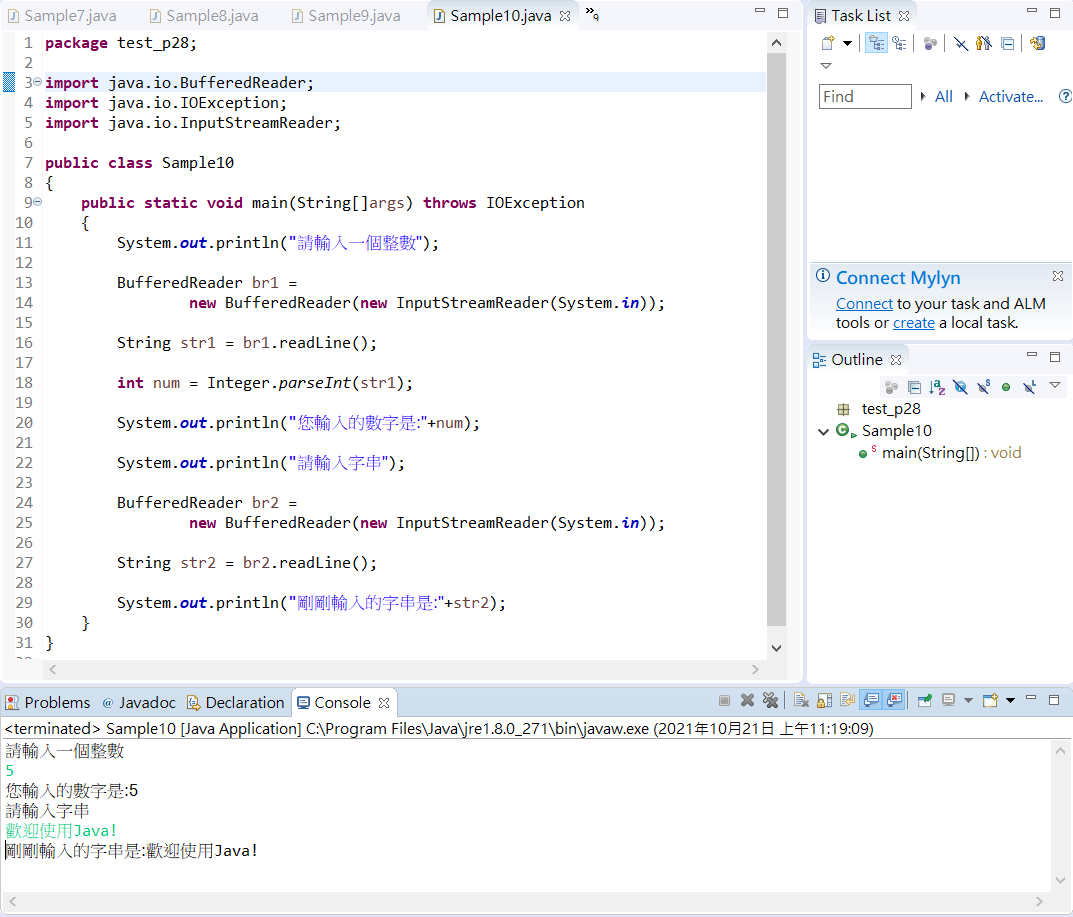 Sample7.java Sample8.java Sample9.java Sample10.java »9
1 package test_p28;
2
3 import java.io.BufferedReader;
4 import java.io.IOException;
5 import java.io.InputStreamReader;
6
7 public class Sample10
8 {
9 public static void main(String[]args) throws IOException
10 {
11 System.out.println("請輸入一個整數");
12
13 BufferedReader br1 =
14 new BufferedReader(new InputStreamReader(System.in));
15
16 String str1 = br1.readLine();
17
18 int num = Integer.parseInt(str1);
19
20 System.out.println("您輸入的數字是:"+num);
21
22 System.out.println("請輸入字串");
23
24 BufferedReader br2 =
25 new BufferedReader(new InputStreamReader(System.in));
26
27 String str2 = br2.readLine();
28
29 System.out.println("剛剛輸入的字串是:"+str2);
30 }
31 }
Task List
Find All Activate...
Connect Mylyn
Connect to your task and ALM
tools or create a local task.
Outline
test_p28
Sample10
main(String[]) : void
Problems @ Javadoc Declaration Console
<terminated> Sample10 [Java Application] C:\Program Files\Java\jre1.8.0_271\bin\javaw.exe (2021年10月21日 上午11:19:09)
請輸入一個整數
5
您輸入的數字是:5
請輸入字串
歡迎使用Java!
剛剛輸入的字串是:歡迎使用Java!